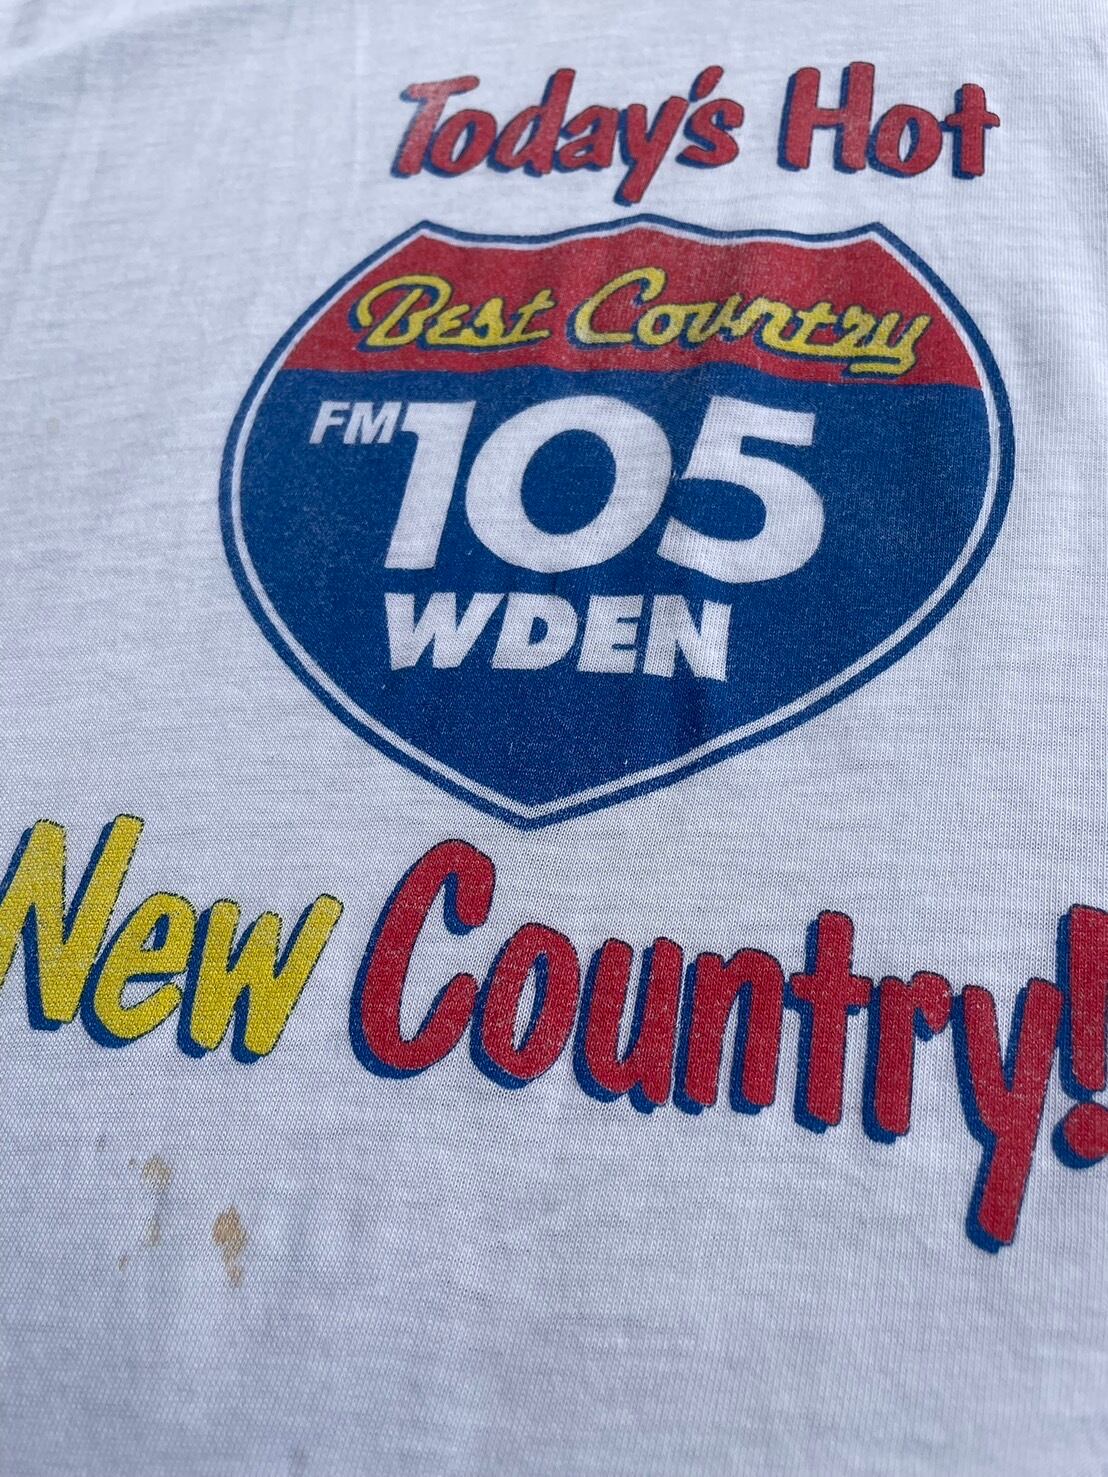 Today's Hot
Best Country
FM 105
WDEN
New Country!